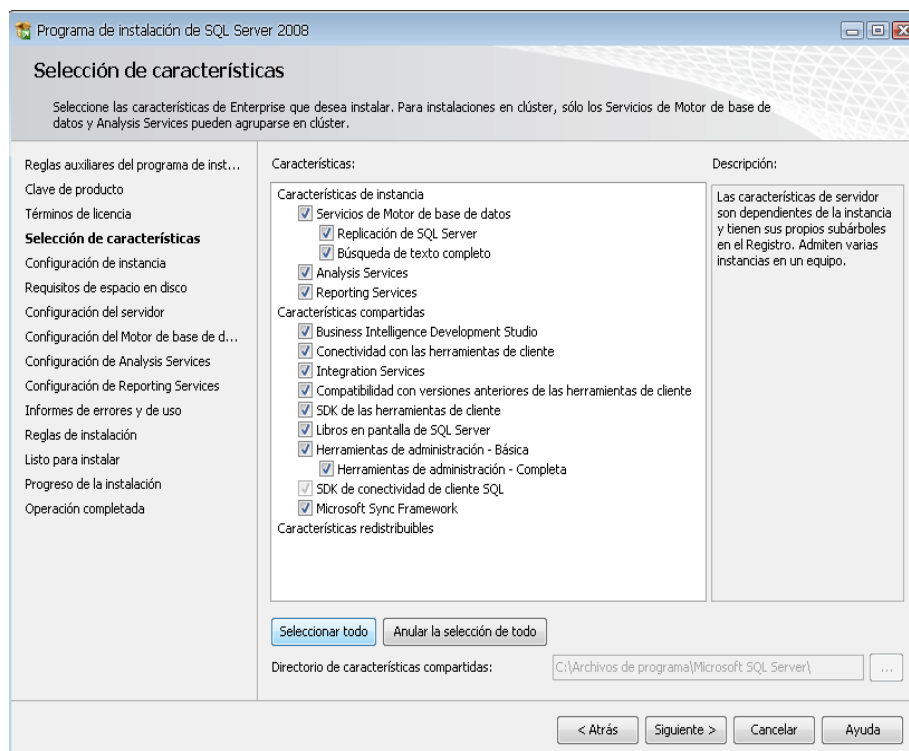 Programa de instalación de SQL Server 2008
Selección de características
Seleccione las características de Enterprise que desea instalar. Para instalaciones en clúster, sólo los Servicios de Motor de base de
datos y Analysis Services pueden agruparse en clúster.
Reglas auxiliares del programa de inst...
Clave de producto
Términos de licencia
Selección de características
Configuración de instancia
Requisitos de espacio en disco
Configuración del servidor
Configuración del Motor de base de d...
Configuración de Analysis Services
Configuración de Reporting Services
Informes de errores y de uso
Reglas de instalación
Listo para instalar
Progreso de la instalación
Operación completada
Características:
Características de instancia
Servicios de Motor de base de datos
Replicación de SQL Server
Búsqueda de texto completo
Analysis Services
Reporting Services
Características compartidas
Business Intelligence Development Studio
Conectividad con las herramientas de cliente
Integration Services
Compatibilidad con versiones anteriores de las herramientas de cliente
SDK de las herramientas de cliente
Libros en pantalla de SQL Server
Herramientas de administración - Básica
Herramientas de administración - Completa
SDK de conectividad de cliente SQL
Microsoft Sync Framework
Características redistribuibles
Descripción:
Las características de servidor
son dependientes de la instancia
y tienen sus propios subárboles
en el Registro. Admiten varias
instancias en un equipo.
Seleccionar todo
Anular la selección de todo
Directorio de características compartidas:
C:\Archivos de programa\Microsoft SQL Server\
...
< Atrás
Siguiente >
Cancelar
Ayuda